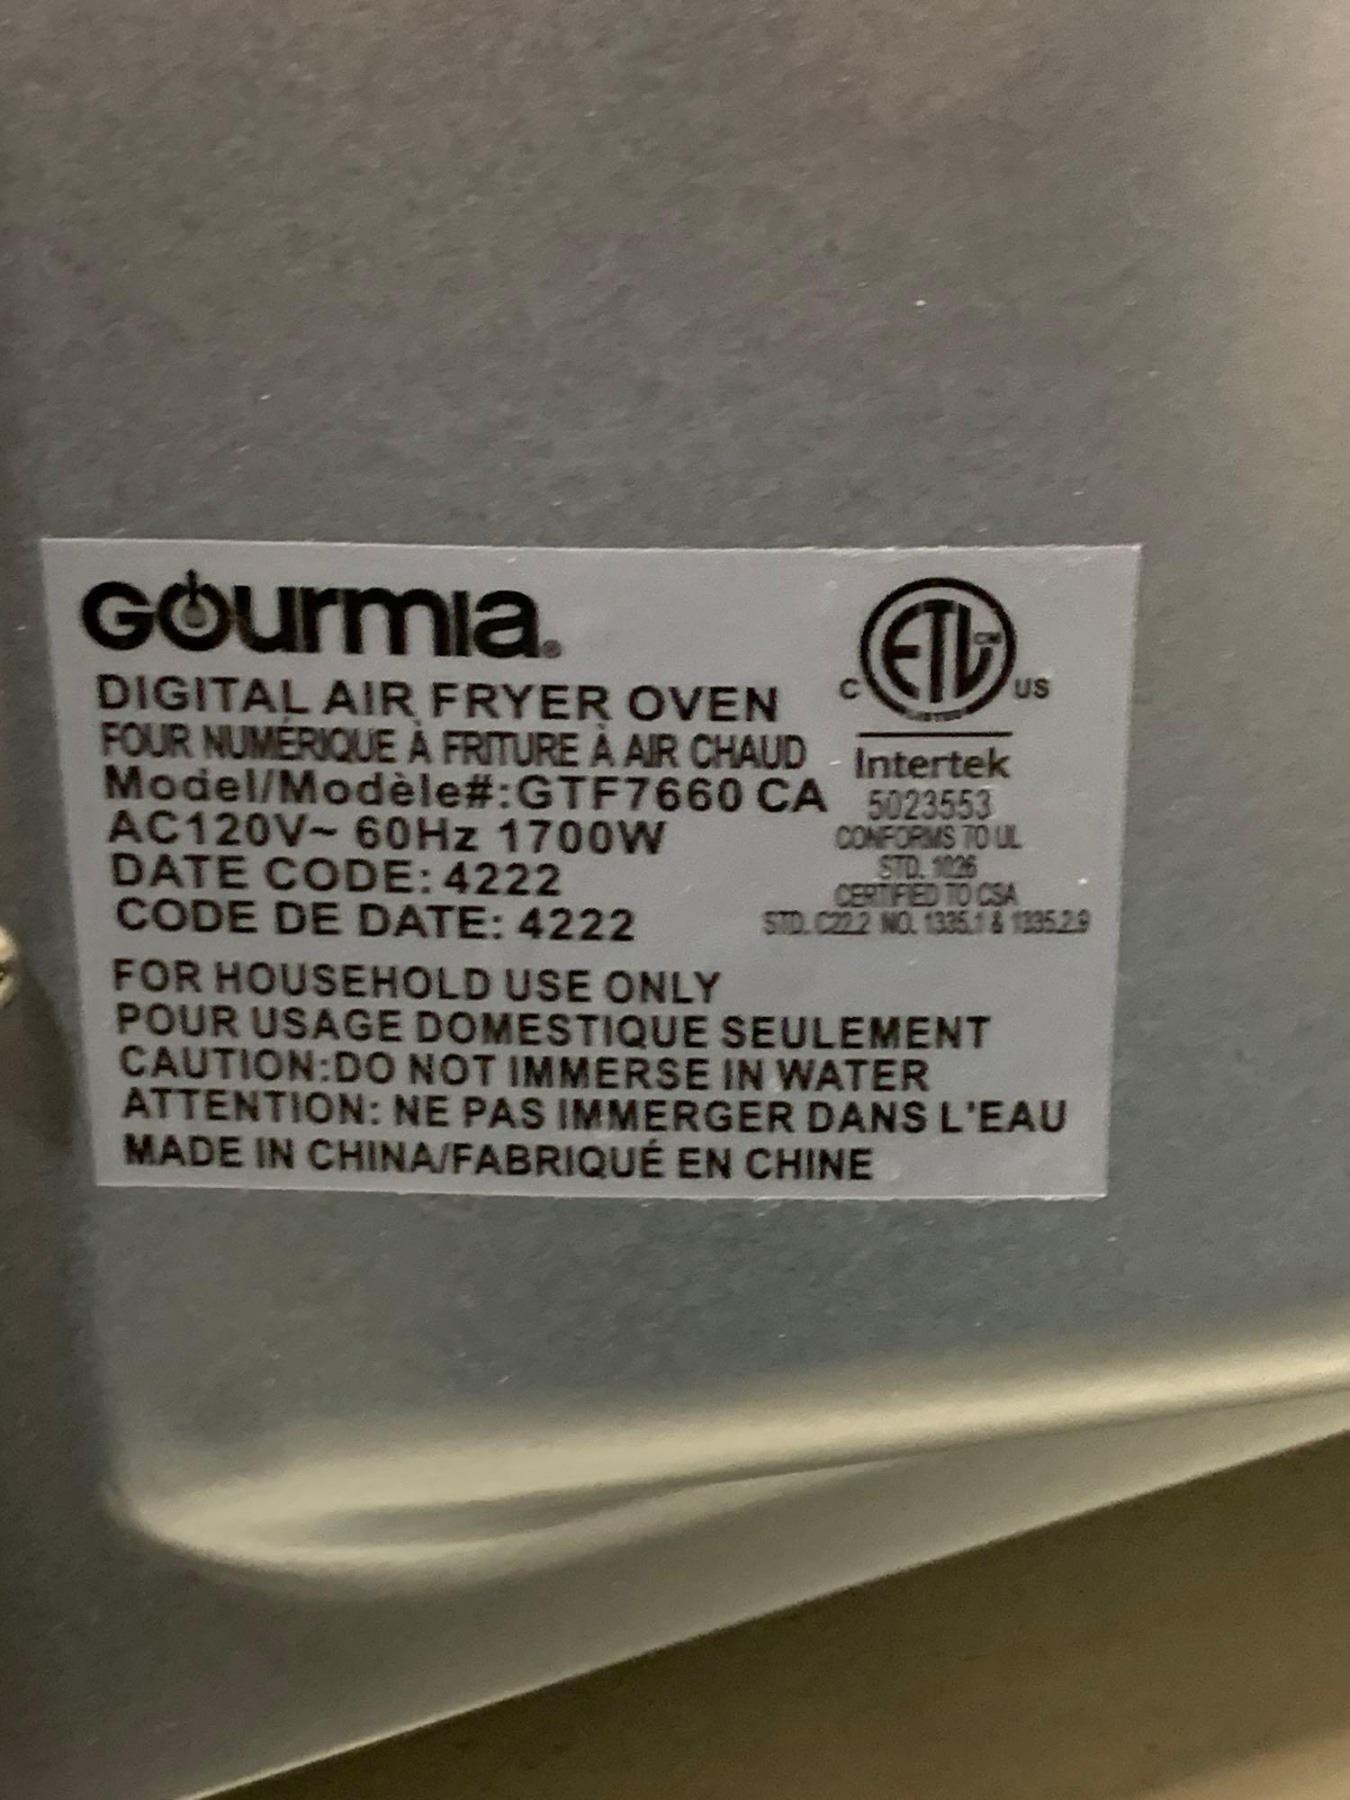 Gourmia®
DIGITAL AIR FRYER OVEN
FOUR NUMÉRIQUE À FRITURE À AIR CHAUD
Model/Modèle#:GTF7660 CA
AC120V~ 60Hz 1700W
DATE CODE: 4222
CODE DE DATE: 4222
C ETL CM US
LISTED
Intertek
5023553
CONFORMS TO UL
STD. 1026
CERTIFIED TO CSA
STD. C22.2 NO. 1335.1 & 1335.2.9
FOR HOUSEHOLD USE ONLY
POUR USAGE DOMESTIQUE SEULEMENT
CAUTION:DO NOT IMMERSE IN WATER
ATTENTION: NE PAS IMMERGER DANS L'EAU
MADE IN CHINA/FABRIQUÉ EN CHINE